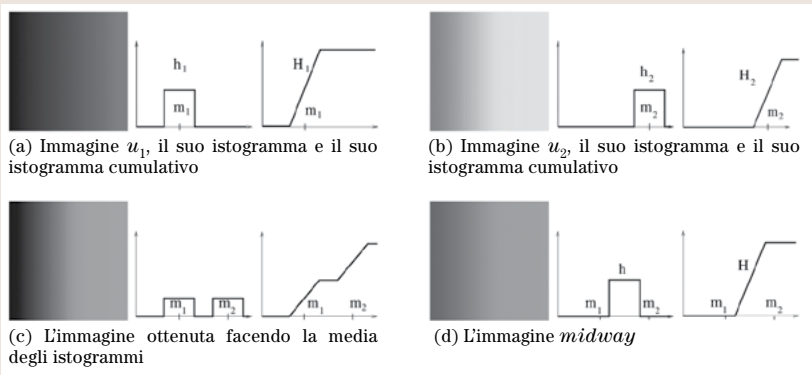 h₁
m₁
H₁
m₁
(a) Immagine u₁, il suo istogramma e il suo
istogramma cumulativo
h₂
m₂
H₂
m₂
(b) Immagine u₂, il suo istogramma e il suo
istogramma cumulativo
m₁ m₂
m₁ m₂
(c) L'immagine ottenuta facendo la media
degli istogrammi
h
m₁ m₂
H
m₁ m₂
(d) L'immagine midway